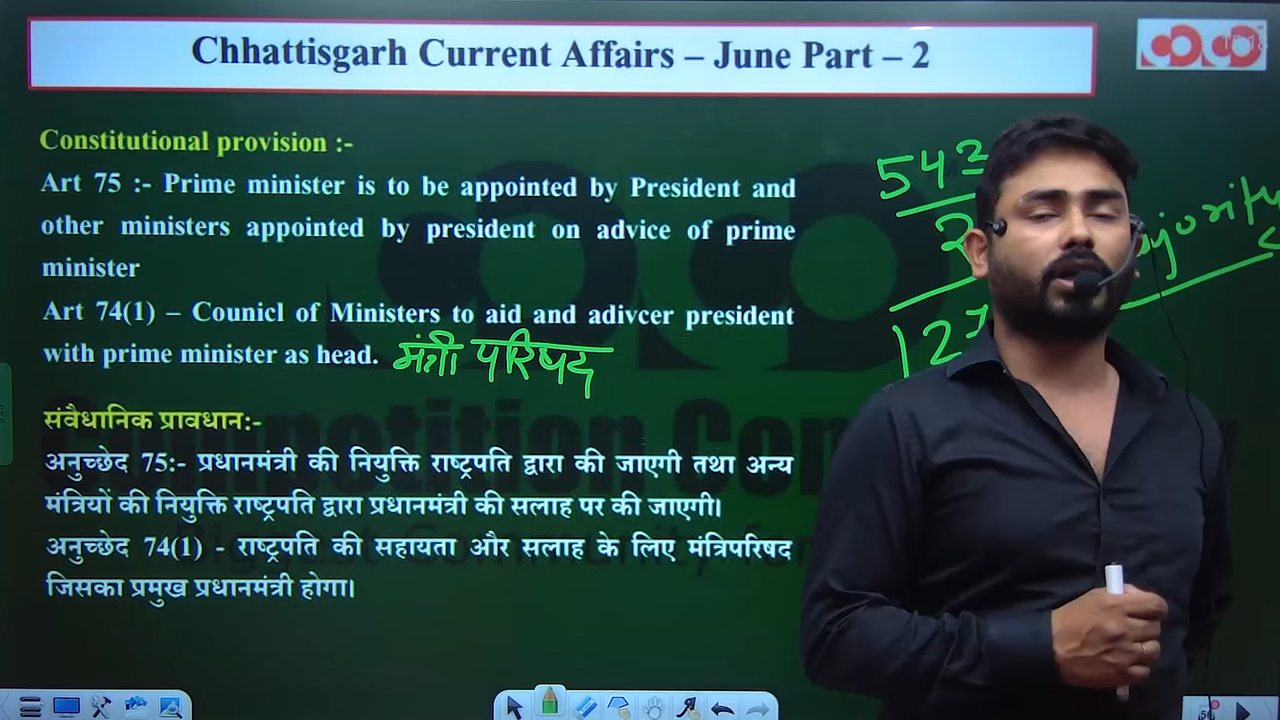 Chhattisgarh Current Affairs – June Part – 2
Constitutional provision :-
Art 75 :- Prime minister is to be appointed by President and
other ministers appointed by president on advice of prime
minister
Art 74(1) – Counicl of Ministers to aid and adivcer president
with prime minister as head. मंत्री परिषद
संवैधानिक प्रावधान:-
अनुच्छेद 75:- प्रधानमंत्री की नियुक्ति राष्ट्रपति द्वारा की जाएगी तथा अन्य
मंत्रियों की नियुक्ति राष्ट्रपति द्वारा प्रधानमंत्री की सलाह पर की जाएगी।
अनुच्छेद 74(1) - राष्ट्रपति की सहायता और सलाह के लिए मंत्रिपरिषद
जिसका प्रमुख प्रधानमंत्री होगा।
542
2